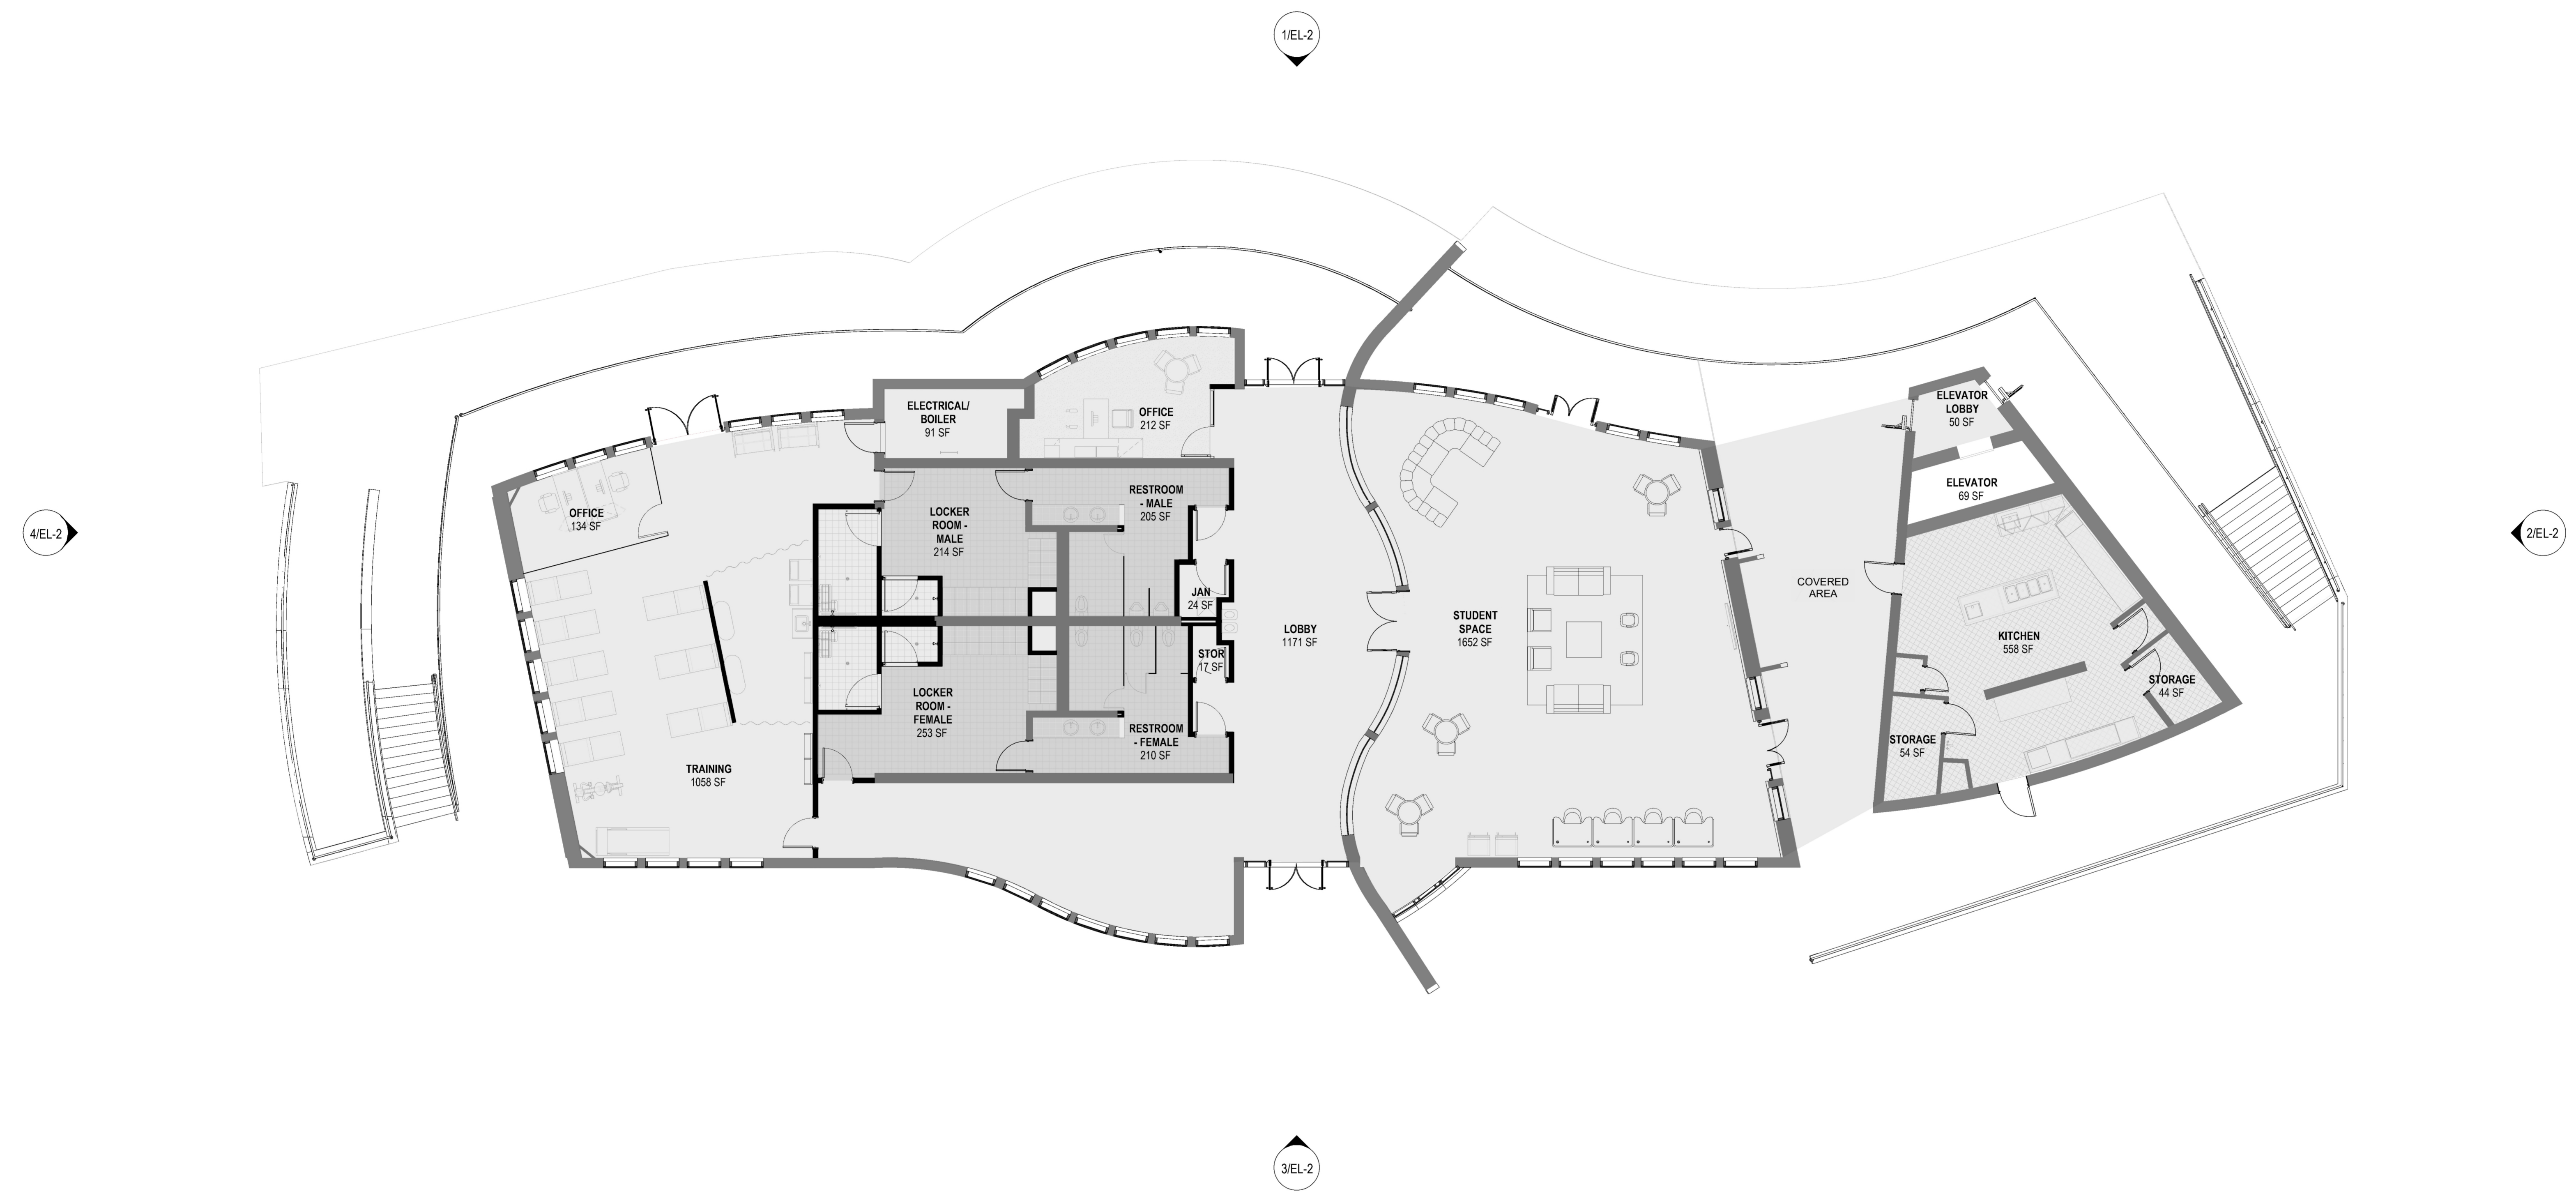 1/EL-2
ELECTRICAL/
BOILER
91 SF
OFFICE
212 SF
ELEVATOR
LOBBY
50 SF
ELEVATOR
69 SF
OFFICE
134 SF
LOCKER
ROOM -
MALE
214 SF
RESTROOM
- MALE
205 SF
4/EL-2
2/EL-2
JAN
24 SF
COVERED
AREA
LOBBY
1171 SF
STUDENT
SPACE
1652 SF
KITCHEN
558 SF
STOR
17 SF
STORAGE
44 SF
LOCKER
ROOM -
FEMALE
253 SF
RESTROOM
- FEMALE
210 SF
STORAGE
54 SF
TRAINING
1058 SF
3/EL-2